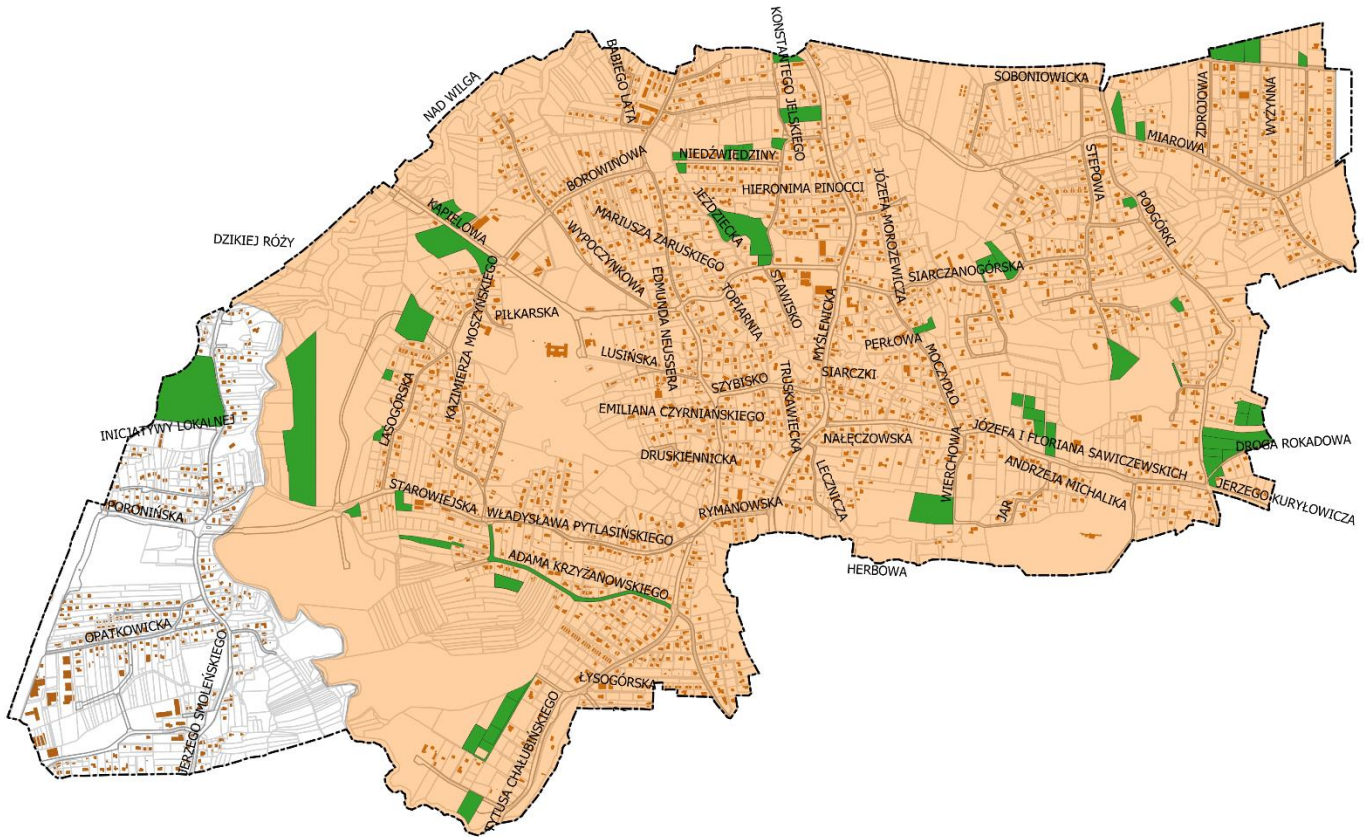 KONSTANTEGO JELSKIEGO
BABIEGO LATA
NAD WILGĄ
SOBONIOWICKA
ZDROJOWA
WYŻYNNA
MIAROWA
BOROWINOWA
NIEDŹWIEDZINY
HIERONIMA PINOCCI
JÓZEFA MOROZEWICZA
STEPOWA
PODGÓRKI
KĄPIELOWA
JEŹDZIECKA
MARIUSZA ZARUSKIEGO
WYPOCZYNKOWA
DZIKIEJ RÓŻY
SIARCZANOGÓRSKA
EDMUNDA NEUSSERA
TOPIARNIA
STAWISKO
MYŚLENICKA
KAZIMIERZA MOSZYŃSKIEGO
PIŁKARSKA
PERŁOWA
MOCZYDŁO
LUSIŃSKA
SZYBISKO
TRUSKAWIECKA
SIARCZKI
LASOGÓRSKA
EMILIANA CZYRNIAŃSKIEGO
INICJATYWY LOKALNEJ
NAŁĘCZOWSKA
WIERCHOWA
JÓZEFA I FLORIANA SAWICZEWSKICH
DROGA ROKADOWA
DRUSKIENNICKA
LECZNICZA
ANDRZEJA MICHALIKA
JERZEGO KURYŁOWICZA
STAROWIEJSKA
WŁADYSŁAWA PYTLASIŃSKIEGO
RYMANOWSKA
JAR
PORONIŃSKA
ADAMA KRZYŻANOWSKIEGO
HERBOWA
OPATKOWICKA
JERZEGO SMOLEŃSKIEGO
ŁYSOGÓRSKA
TYTUSA CHAŁUBIŃSKIEGO